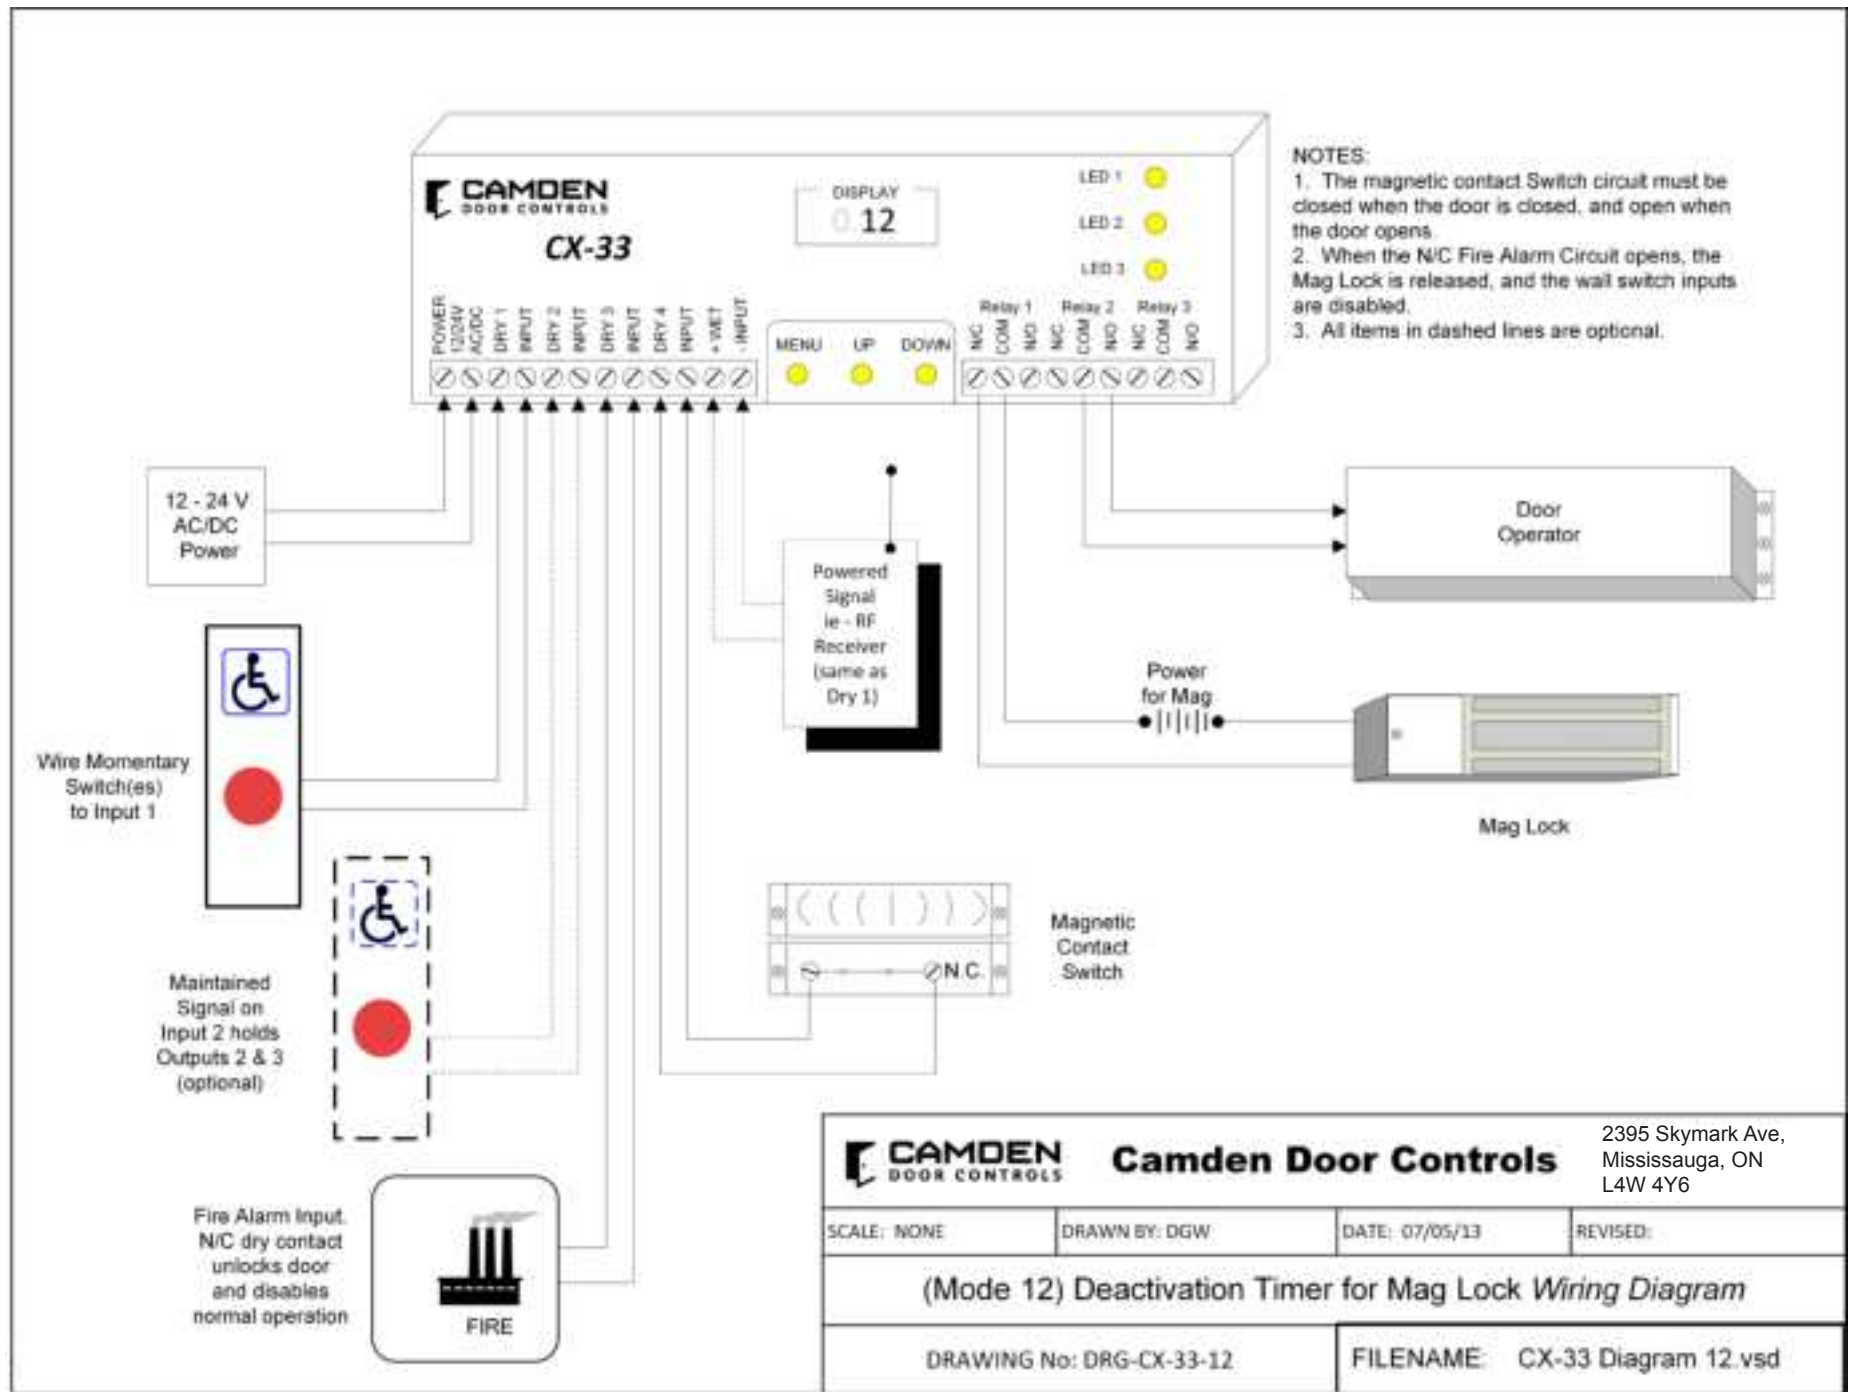 CAMDEN
DOOR CONTROLS
CX-33
DISPLAY
0.12
LED 1
LED 2
LED 3
POWER
12/24V
AC/DC
DRY 1
INPUT
DRY 2
INPUT
DRY 3
INPUT
DRY 4
INPUT
+ WET
- INPUT
MENU UP DOWN
Relay 1 Relay 2 Relay 3
N/C
COM
N/O
N/C
COM
N/O
N/C
COM
N/O
NOTES:
1. The magnetic contact Switch circuit must be
closed when the door is closed, and open when
the door opens.
2. When the N/C Fire Alarm Circuit opens, the
Mag Lock is released, and the wall switch inputs
are disabled.
3. All items in dashed lines are optional.
12 - 24 V
AC/DC
Power
Powered
Signal
ie - RF
Receiver
(same as
Dry 1)
Door
Operator
Power
for Mag
Mag Lock
Wire Momentary
Switch(es)
to Input 1
Magnetic
Contact
Switch
N.C.
Maintained
Signal on
Input 2 holds
Outputs 2 & 3
(optional)
Fire Alarm Input.
N/C dry contact
unlocks door
and disables
normal operation
FIRE
CAMDEN
DOOR CONTROLS
Camden Door Controls
2395 Skymark Ave,
Mississauga, ON
L4W 4Y6
SCALE: NONE
DRAWN BY: DGW
DATE: 07/05/13
REVISED:
(Mode 12) Deactivation Timer for Mag Lock Wiring Diagram
DRAWING No: DRG-CX-33-12
FILENAME: CX-33 Diagram 12.vsd